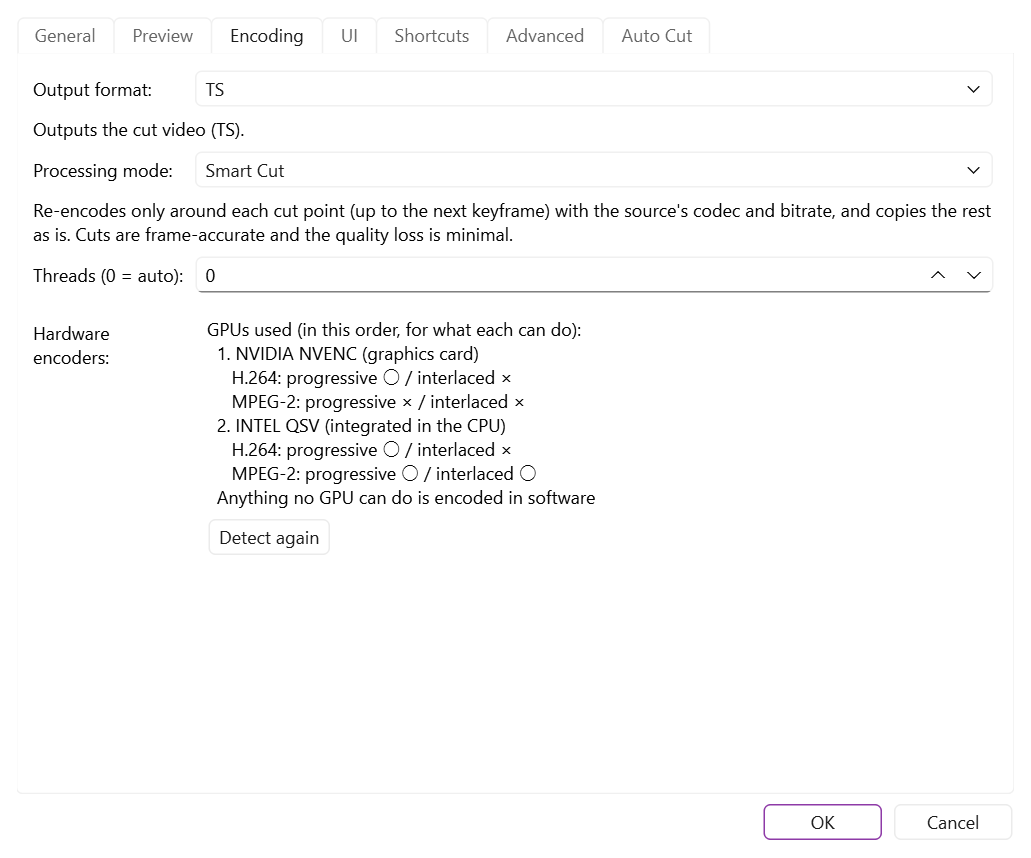 General
Preview
Encoding
UI
Shortcuts
Advanced
Auto Cut
Output format:
TS
Outputs the cut video (TS).
Processing mode:
Smart Cut
Re-encodes only around each cut point (up to the next keyframe) with the source's codec and bitrate, and copies the rest
as is. Cuts are frame-accurate and the quality loss is minimal.
Threads (0 = auto):
0
Hardware
encoders:
GPUs used (in this order, for what each can do):
1. NVIDIA NVENC (graphics card)
H.264: progressive ○ / interlaced ×
MPEG-2: progressive × / interlaced ×
2. INTEL QSV (integrated in the CPU)
H.264: progressive ○ / interlaced ×
MPEG-2: progressive ○ / interlaced ○
Anything no GPU can do is encoded in software
Detect again
OK
Cancel